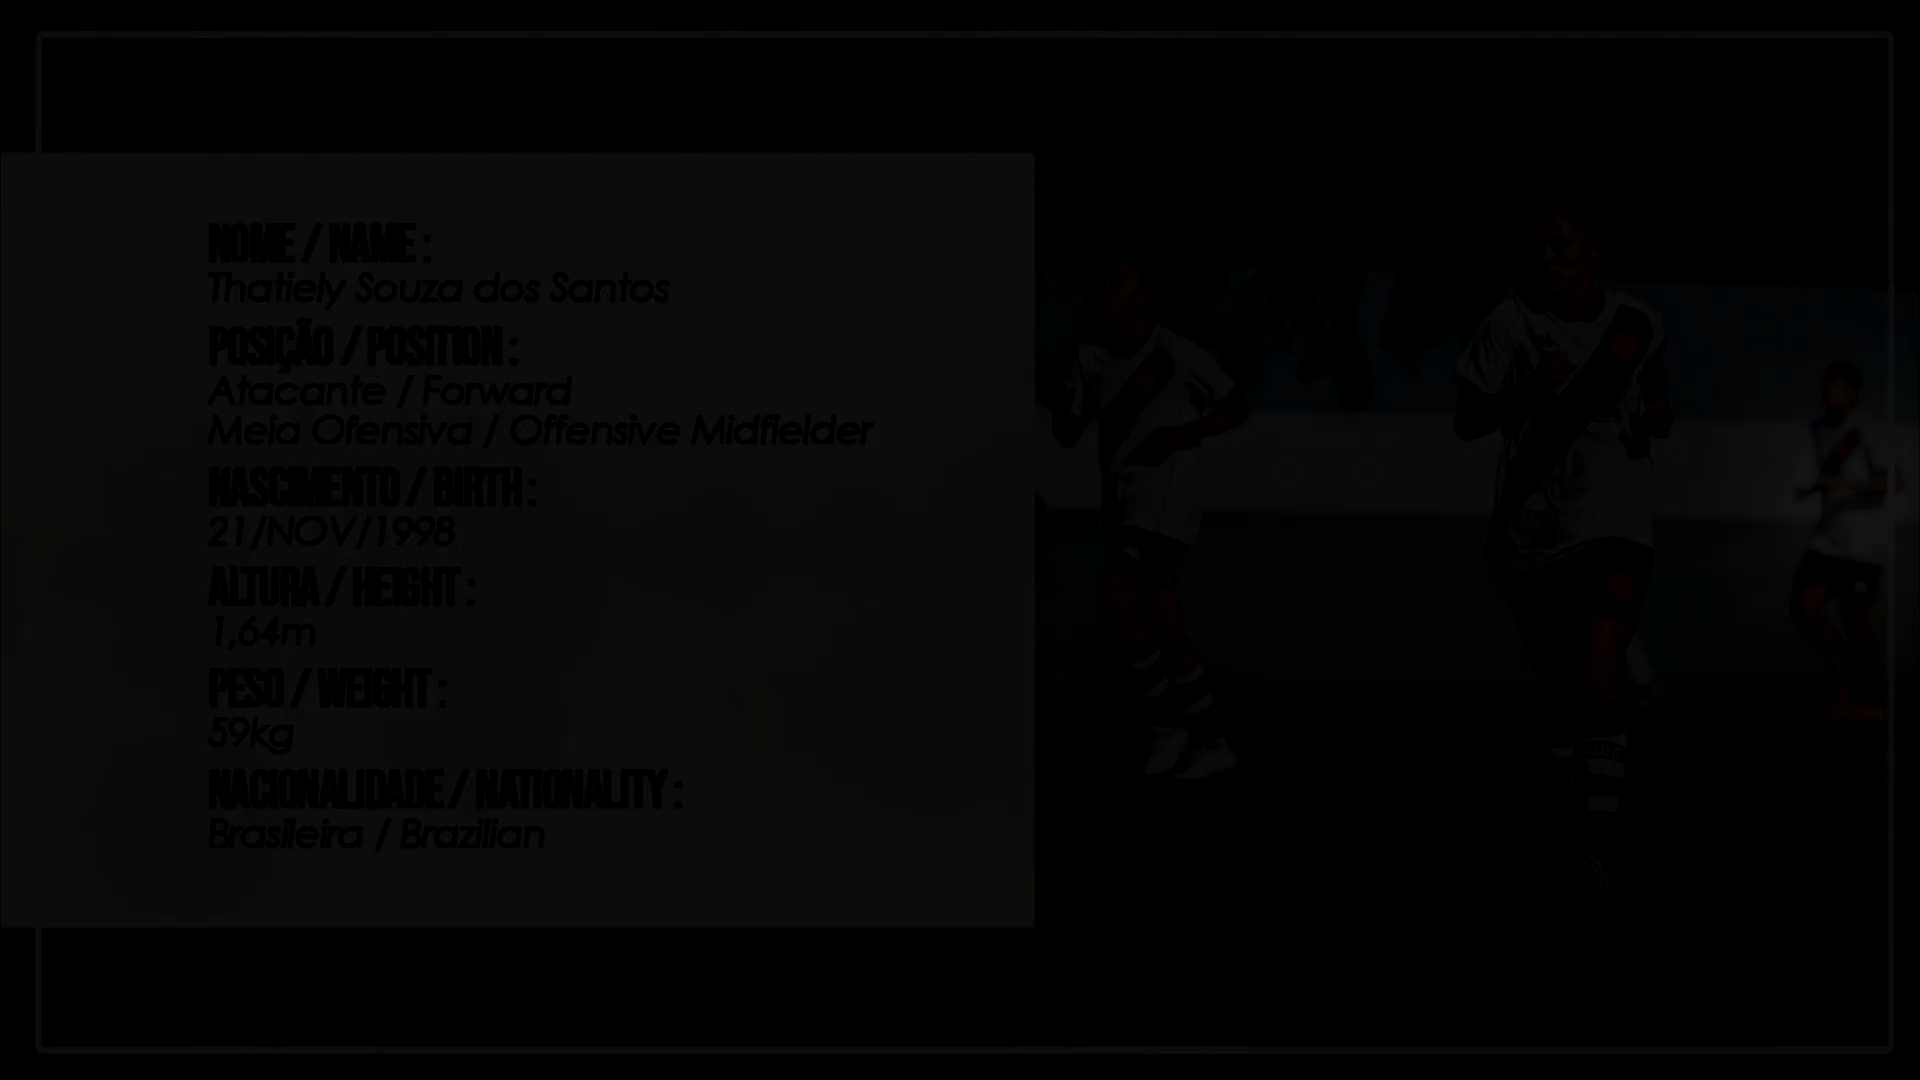 NOME / NAME :
Thatiely Souza dos Santos
POSIÇÃO / POSITION :
Atacante / Forward
Meia Ofensiva / Offensive Midfielder
NASCIMENTO / BIRTH :
21/NOV/1998
ALTURA / HEIGHT :
1,64m
PESO / WEIGHT :
59kg
NACIONALIDADE / NATIONALITY :
Brasileira / Brazilian